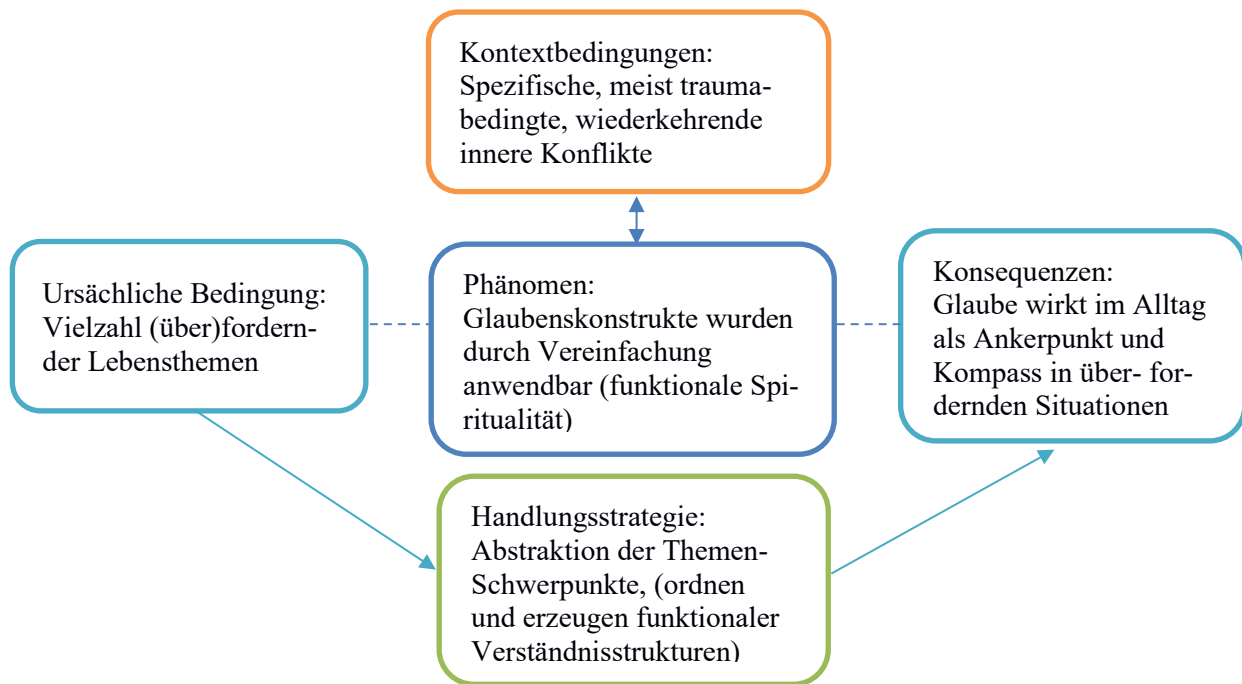 Kontextbedingungen:
Spezifische, meist trauma-
bedingte, wiederkehrende
innere Konflikte
Ursächliche Bedingung:
Vielzahl (über)fordern-
der Lebensthemen
Phänomen:
Glaubenskonstrukte wurden
durch Vereinfachung
anwendbar (funktionale Spi-
ritualität)
Konsequenzen:
Glaube wirkt im Alltag
als Ankerpunkt und
Kompass in über- for-
dernden Situationen
Handlungsstrategie:
Abstraktion der Themen-
Schwerpunkte, (ordnen
und erzeugen funktionaler
Verständnisstrukturen)